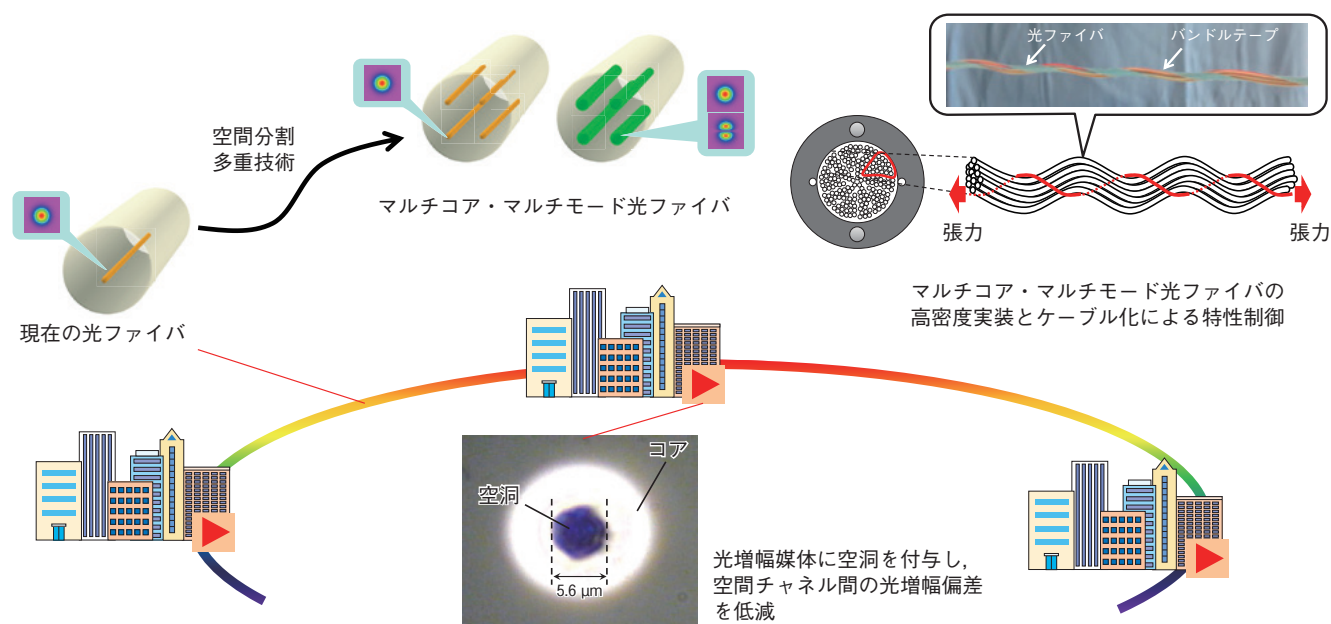 光ファイバ
バンドルテープ
空間分割
多重技術
マルチコア・マルチモード光ファイバ
張力
張力
現在の光ファイバ
マルチコア・マルチモード光ファイバの
高密度実装とケーブル化による特性制御
コア
空洞
5.6 µm
光増幅媒体に空洞を付与し,
空間チャネル間の光増幅偏差
を低減